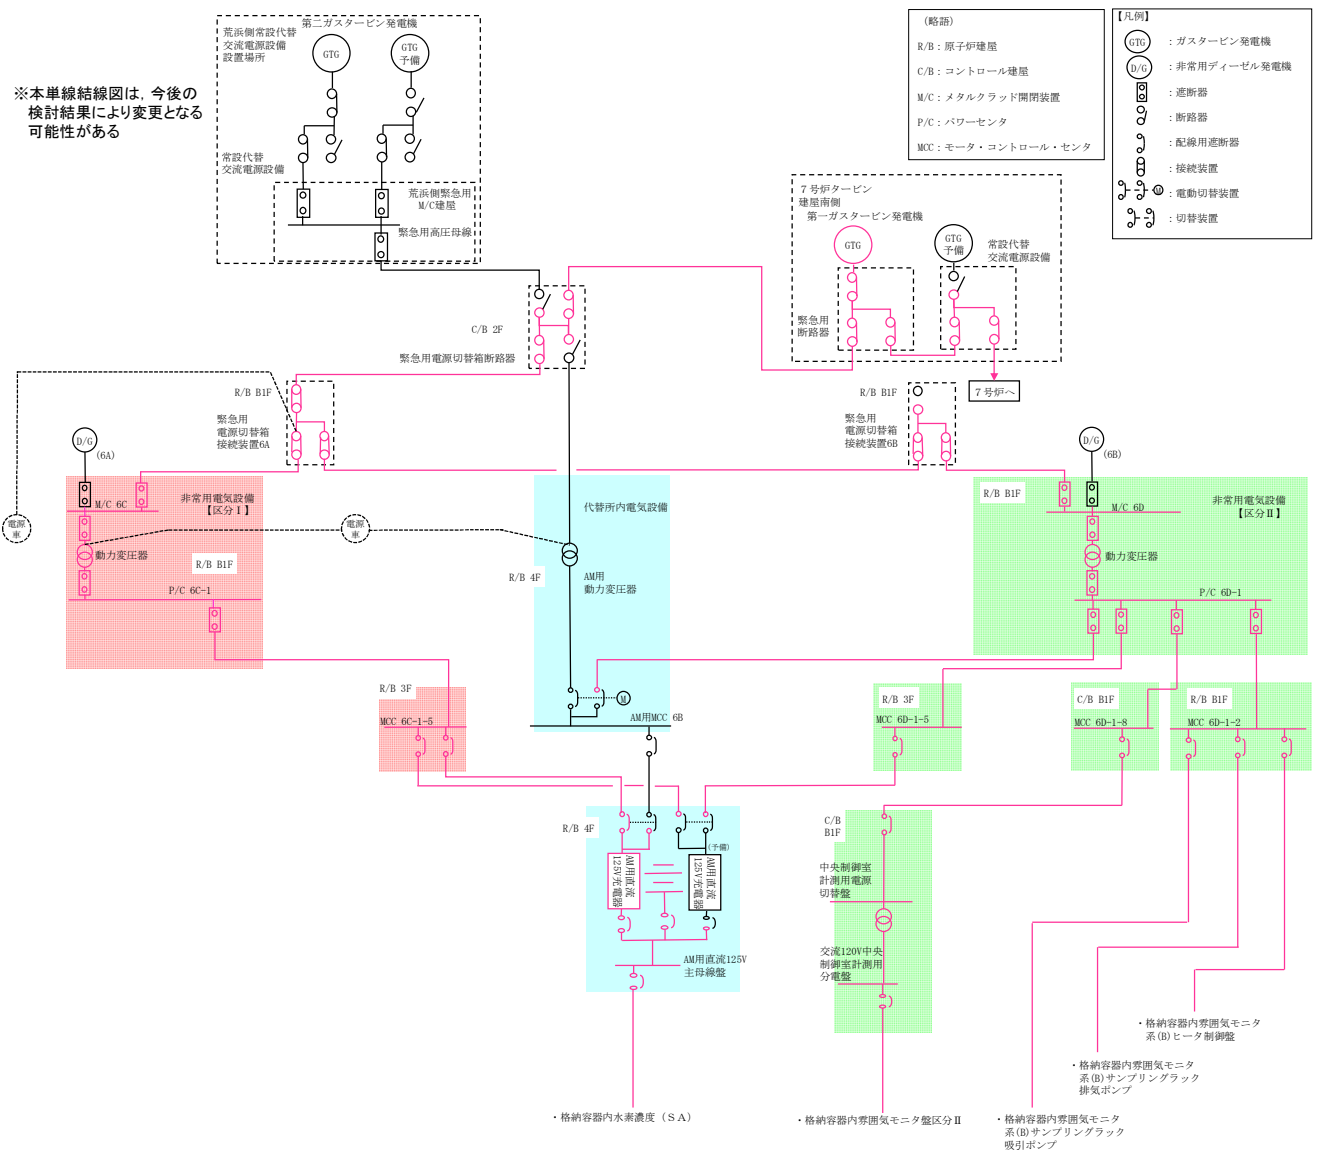 ※本単線結線図は，今後の
検討結果により変更となる
可能性がある
荒浜側常設代替
交流電源設備
設置場所
第二ガスタービン発電機
GTG
GTG
予備
常設代替
交流電源設備
荒浜側緊急用
M/C建屋
緊急用高圧母線
（略語）
R/B：原子炉建屋
C/B：コントロール建屋
M/C：メタルクラッド開閉装置
P/C：パワーセンタ
MCC：モータ・コントロール・センタ
【凡例】
GTG
：ガスタービン発電機
D/G
：非常用ディーゼル発電機
：遮断器
：断路器
：配線用遮断器
：接続装置
M
：電動切替装置
：切替装置
７号炉タービン
建屋南側
第一ガスタービン発電機
GTG
GTG
予備
常設代替
交流電源設備
緊急用
断路器
７号炉へ
C/B 2F
緊急用電源切替箱断路器
R/B B1F
緊急用
電源切替箱
接続装置6A
R/B B1F
緊急用
電源切替箱
接続装置6B
D/G
(6A)
D/G
(6B)
M/C 6C
非常用電気設備
【区分Ⅰ】
電源
車
動力変圧器
R/B B1F
P/C 6C-1
電源
車
代替所内電気設備
R/B 4F
AM用
動力変圧器
M
AM用MCC 6B
R/B B1F
非常用電気設備
【区分Ⅱ】
M/C 6D
動力変圧器
P/C 6D-1
R/B 3F
MCC 6C-1-5
R/B 3F
MCC 6D-1-5
C/B B1F
MCC 6D-1-8
R/B B1F
MCC 6D-1-2
R/B 4F
(予備)
AM用直流
125V充電器
AM用直流
125V充電器
AM用直流125V
主母線盤
C/B
B1F
中央制御室
計測用電源
切替盤
交流120V中央
制御室計測用
分電盤
・格納容器内水素濃度（ＳＡ）
・格納容器内雰囲気モニタ盤区分Ⅱ
・格納容器内雰囲気モニタ
系(B)ヒータ制御盤
・格納容器内雰囲気モニタ
系(B)サンプリングラック
排気ポンプ
・格納容器内雰囲気モニタ
系(B)サンプリングラック
吸引ポンプ